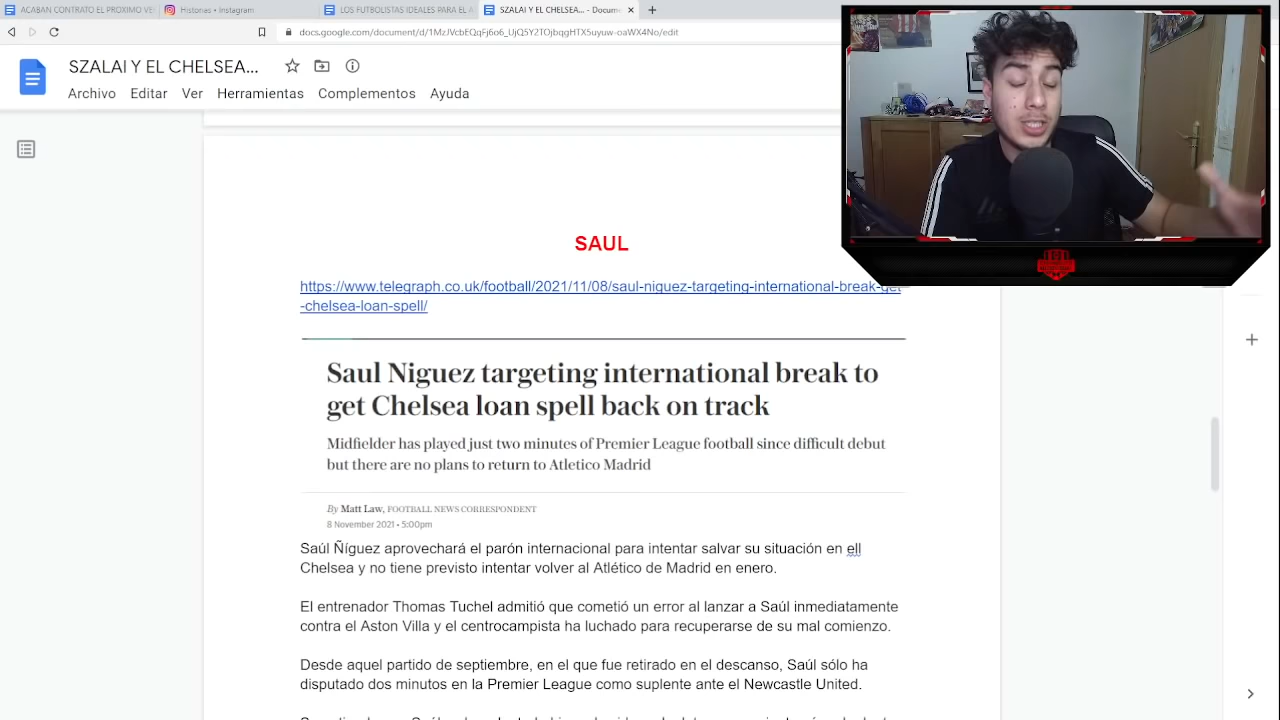 ACABAN CONTRATO EL PROXIMO VE
Historias • Instagram
LOS FUTBOLISTAS IDEALES PARA EL A
SZALAI Y EL CHELSEA... - Docume
SZALAI Y EL CHELSEA...
Archivo Editar Ver Herramientas Complementos Ayuda
SAUL
https://www.telegraph.co.uk/football/2021/11/08/saul-niguez-targeting-international-break-get
-chelsea-loan-spell/
Saul Niguez targeting international break to
get Chelsea loan spell back on track
Midfielder has played just two minutes of Premier League football since difficult debut
but there are no plans to return to Atletico Madrid
By Matt Law, FOOTBALL NEWS CORRESPONDENT
8 November 2021 • 5:00pm
Saúl Ñíguez aprovechará el parón internacional para intentar salvar su situación en ell
Chelsea y no tiene previsto intentar volver al Atlético de Madrid en enero.
El entrenador Thomas Tuchel admitió que cometió un error al lanzar a Saúl inmediatamente
contra el Aston Villa y el centrocampista ha luchado para recuperarse de su mal comienzo.
Desde aquel partido de septiembre, en el que fue retirado en el descanso, Saúl sólo ha
disputado dos minutos en la Premier League como suplente ante el Newcastle United.